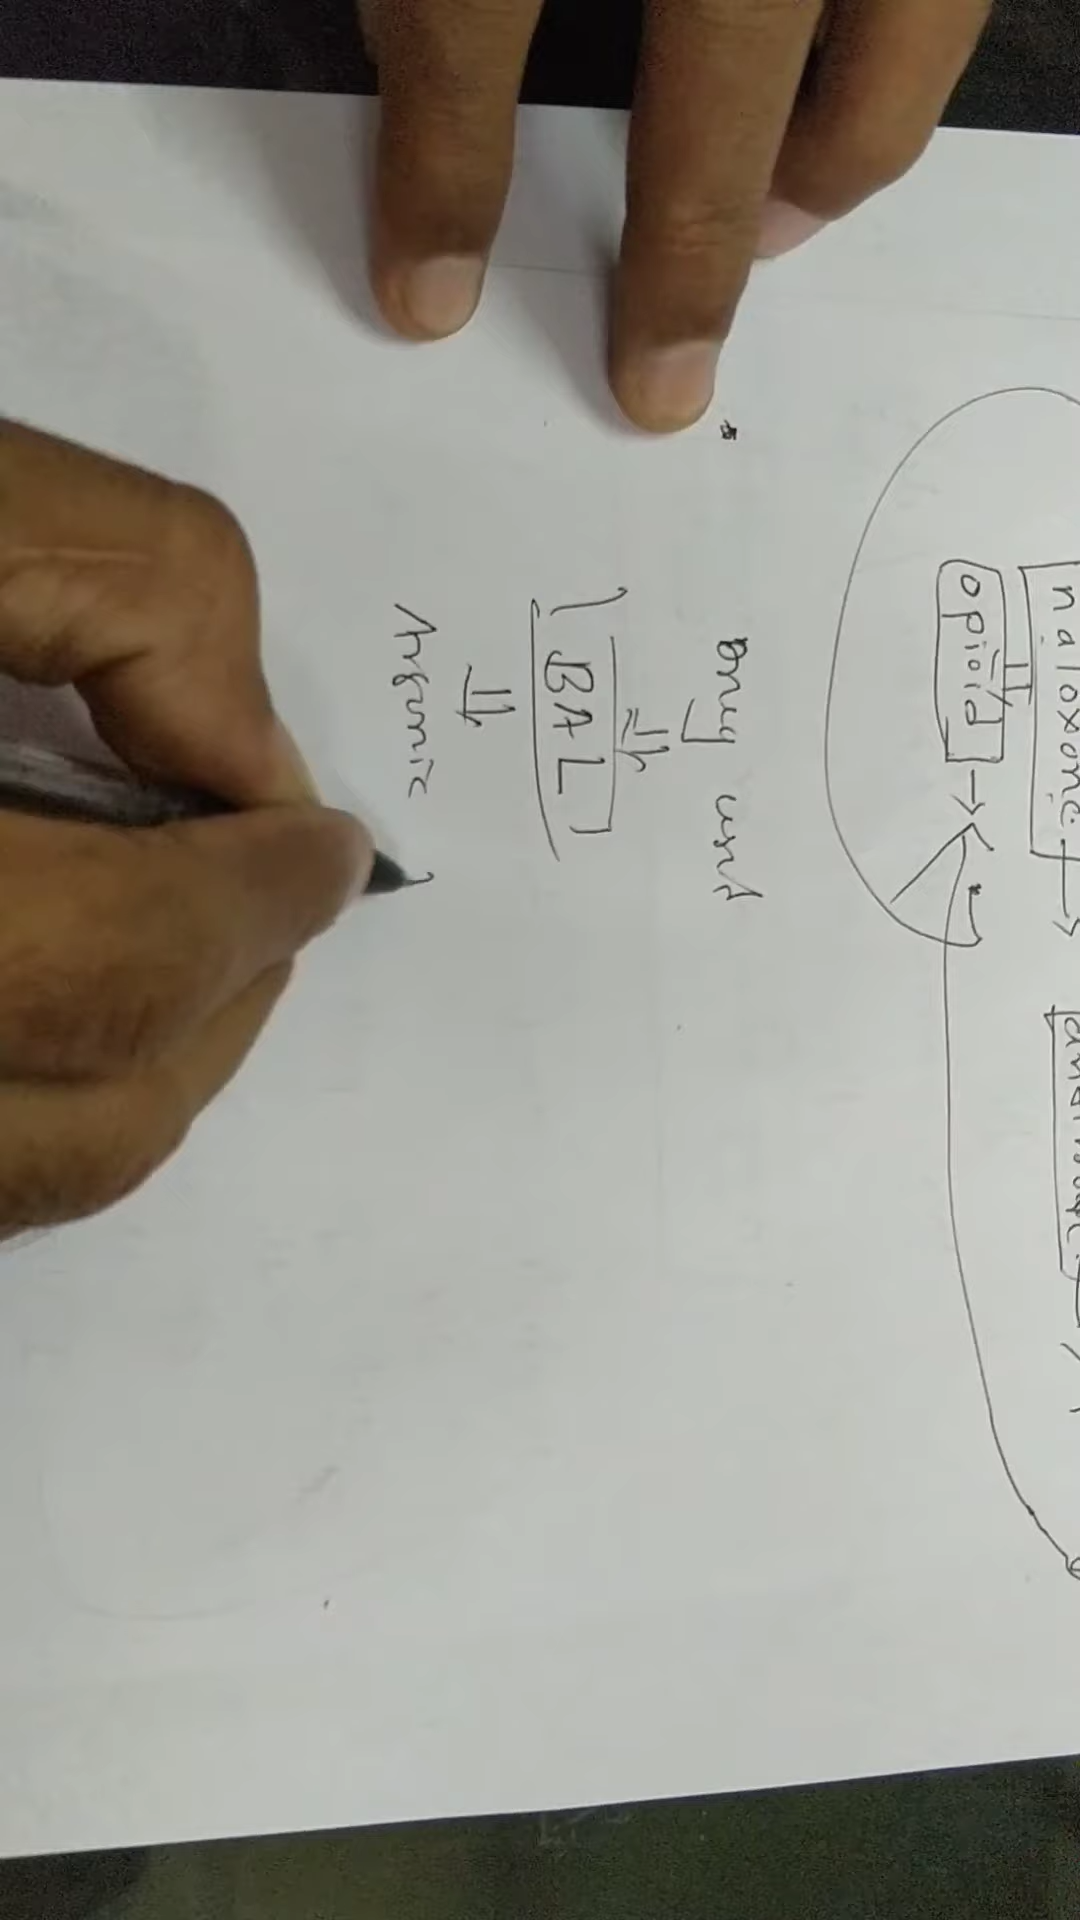 naloxone →
opioid →
Drug used
BAL
Arsenic